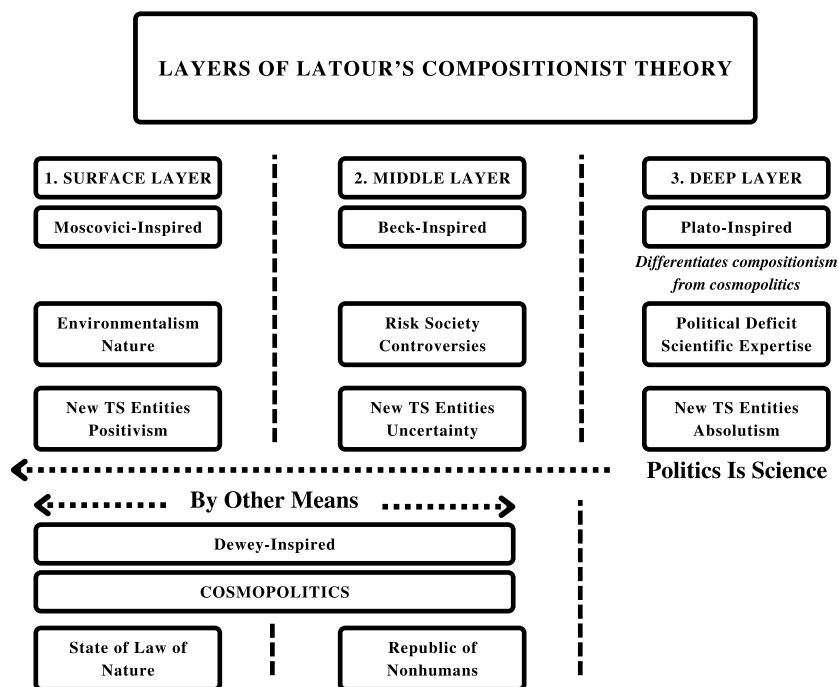 LAYERS OF LATOUR'S COMPOSITIONIST THEORY
1. SURFACE LAYER
2. MIDDLE LAYER
3. DEEP LAYER
Moscovici-Inspired
Beck-Inspired
Plato-Inspired
Differentiates compositionism
from cosmopolitics
Environmentalism
Nature
Risk Society
Controversies
Political Deficit
Scientific Expertise
New TS Entities
Positivism
New TS Entities
Uncertainty
New TS Entities
Absolutism
Politics Is Science
By Other Means
Dewey-Inspired
COSMOPOLITICS
State of Law of
Nature
Republic of
Nonhumans